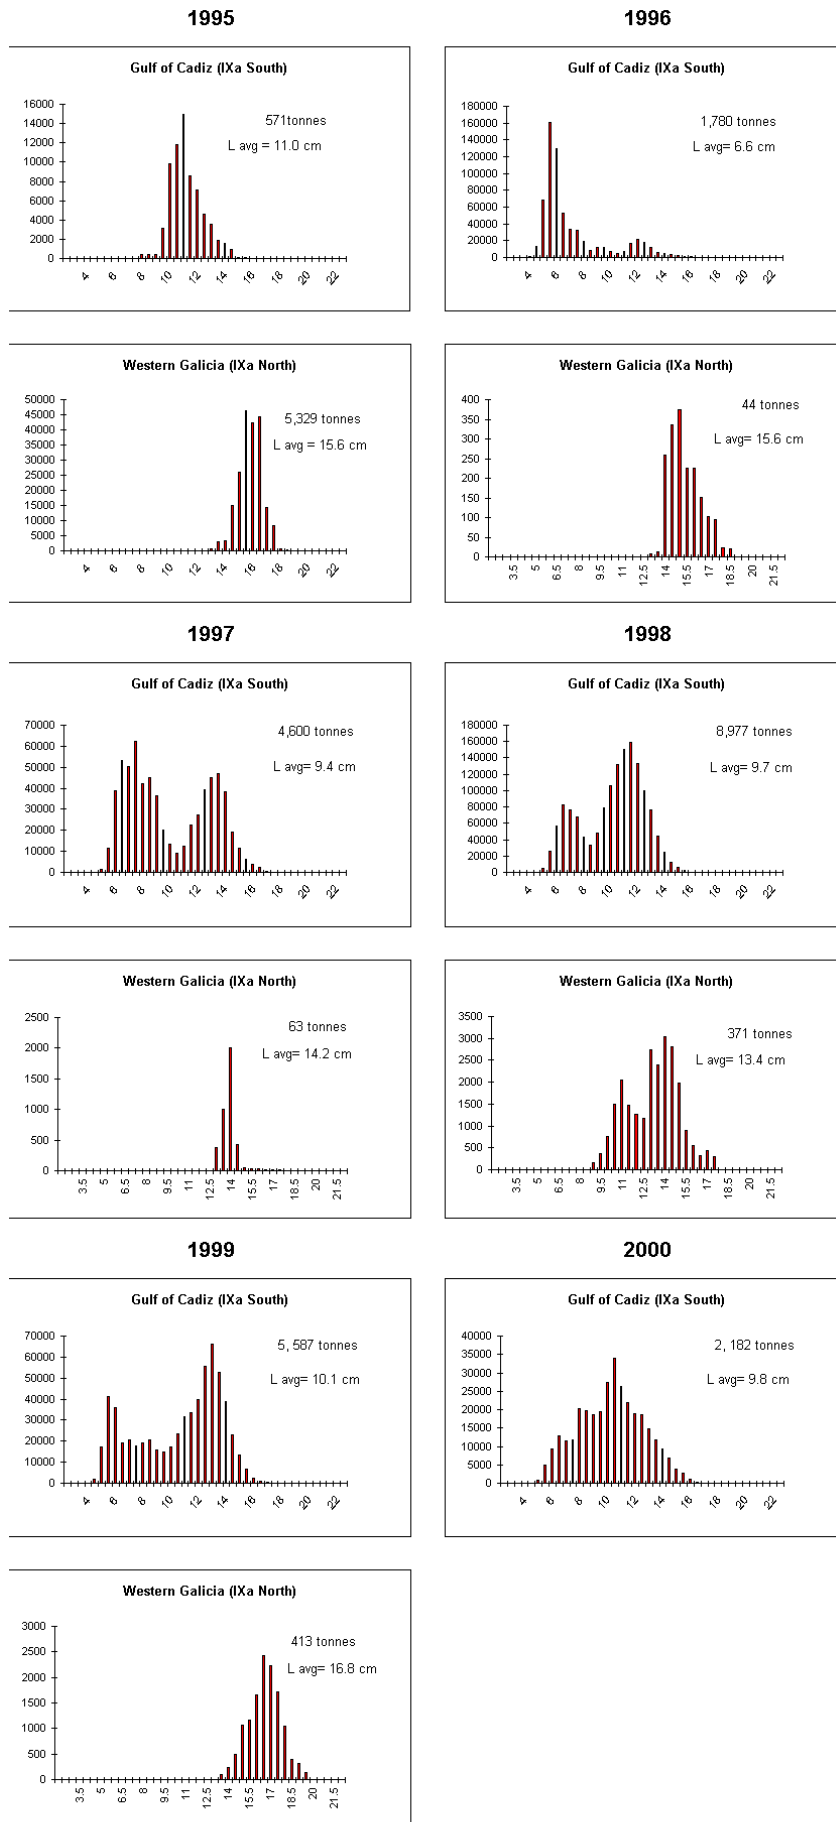 1995
1996
Gulf of Cadiz (IXa South)
571tonnes
L avg = 11.0 cm
16000
14000
12000
10000
8000
6000
4000
2000
0
4 6 8 10 12 14 16 18 20 22
Gulf of Cadiz (IXa South)
1,780 tonnes
L avg= 6.6 cm
180000
160000
140000
120000
100000
80000
60000
40000
20000
0
4 6 8 10 12 14 16 18 20 22
Western Galicia (IXa North)
5,329 tonnes
L avg = 15.6 cm
50000
45000
40000
35000
30000
25000
20000
15000
10000
5000
0
4 6 8 10 12 14 16 18 20 22
Western Galicia (IXa North)
44 tonnes
L avg= 15.6 cm
400
350
300
250
200
150
100
50
0
3.5 5 6.5 8 9.5 11 12.5 14 15.5 17 18.5 20 21.5
1997
1998
Gulf of Cadiz (IXa South)
4,600 tonnes
L avg= 9.4 cm
70000
60000
50000
40000
30000
20000
10000
0
4 6 8 10 12 14 16 18 20 22
Gulf of Cadiz (IXa South)
8,977 tonnes
L avg= 9.7 cm
180000
160000
140000
120000
100000
80000
60000
40000
20000
0
4 6 8 10 12 14 16 18 20 22
Western Galicia (IXa North)
63 tonnes
L avg= 14.2 cm
2500
2000
1500
1000
500
0
3.5 5 6.5 8 9.5 11 12.5 14 15.5 17 18.5 20 21.5
Western Galicia (IXa North)
371 tonnes
L avg= 13.4 cm
3500
3000
2500
2000
1500
1000
500
0
3.5 5 6.5 8 9.5 11 12.5 14 15.5 17 18.5 20 21.5
1999
2000
Gulf of Cadiz (IXa South)
5, 587 tonnes
L avg= 10.1 cm
70000
60000
50000
40000
30000
20000
10000
0
4 6 8 10 12 14 16 18 20 22
Gulf of Cadiz (IXa South)
2, 182 tonnes
L avg= 9.8 cm
40000
35000
30000
25000
20000
15000
10000
5000
0
4 6 8 10 12 14 16 18 20 22
Western Galicia (IXa North)
413 tonnes
L avg= 16.8 cm
3000
2500
2000
1500
1000
500
0
3.5 5 6.5 8 9.5 11 12.5 14 15.5 17 18.5 20 21.5